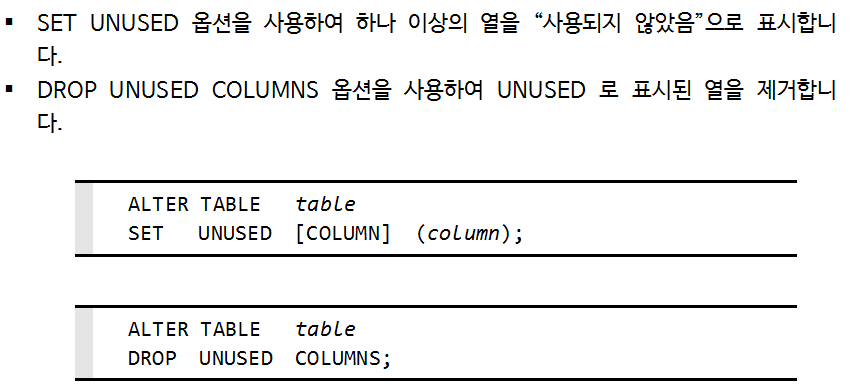 ▪ SET UNUSED 옵션을 사용하여 하나 이상의 열을 “사용되지 않았음”으로 표시합니
다.
▪ DROP UNUSED COLUMNS 옵션을 사용하여 UNUSED 로 표시된 열을 제거합니
다.
ALTER TABLE table
SET UNUSED [COLUMN] (column);
ALTER TABLE table
DROP UNUSED COLUMNS;